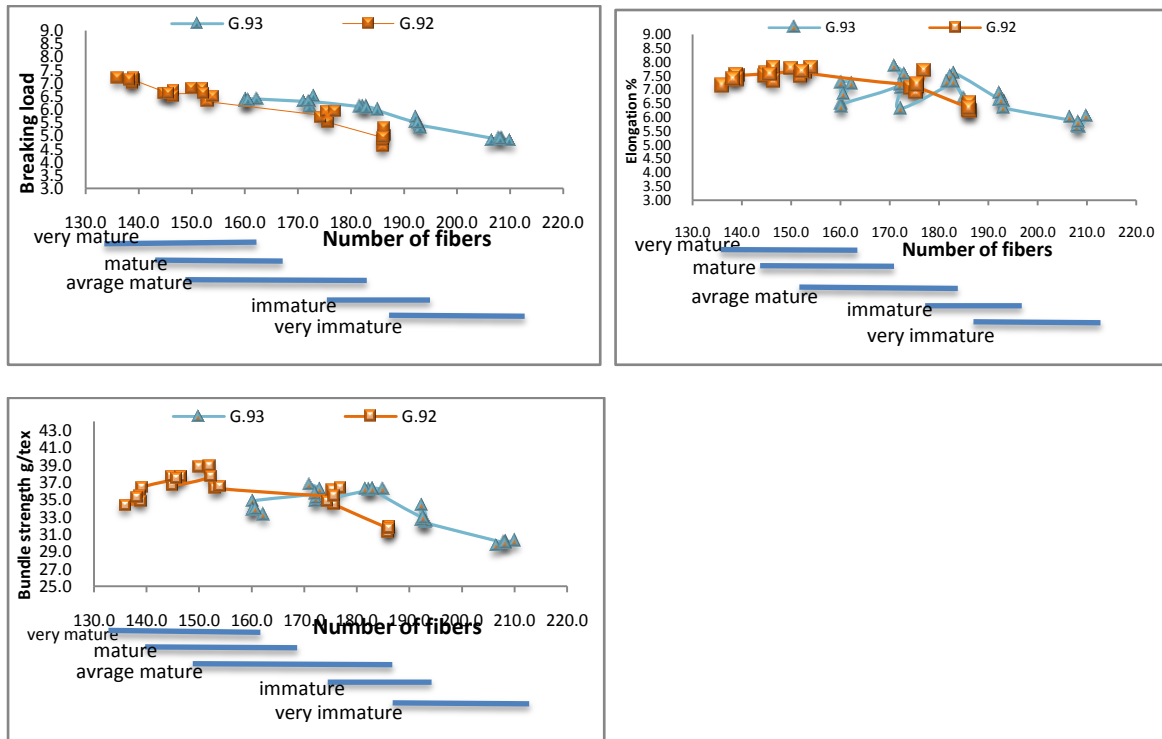 G.93 G.92
Breaking load
9.0
8.5
8.0
7.5
7.0
6.5
6.0
5.5
5.0
4.5
4.0
3.5
3.0
130.0 140.0 150.0 160.0 170.0 180.0 190.0 200.0 210.0 220.0
Number of fibers
very mature
mature
avrage mature
immature
very immature
G.93 G.92
Elongation %
9.00
8.50
8.00
7.50
7.00
6.50
6.00
5.50
5.00
4.50
4.00
3.50
3.00
130.0 140.0 150.0 160.0 170.0 180.0 190.0 200.0 210.0 220.0
Number of fibers
very mature
mature
avrage mature
immature
very immature
G.93 G.92
Bundle strength g/tex
43.0
41.0
39.0
37.0
35.0
33.0
31.0
29.0
27.0
25.0
130.0 140.0 150.0 160.0 170.0 180.0 190.0 200.0 210.0 220.0
Number of fibers
very mature
mature
avrage mature
immature
very immature